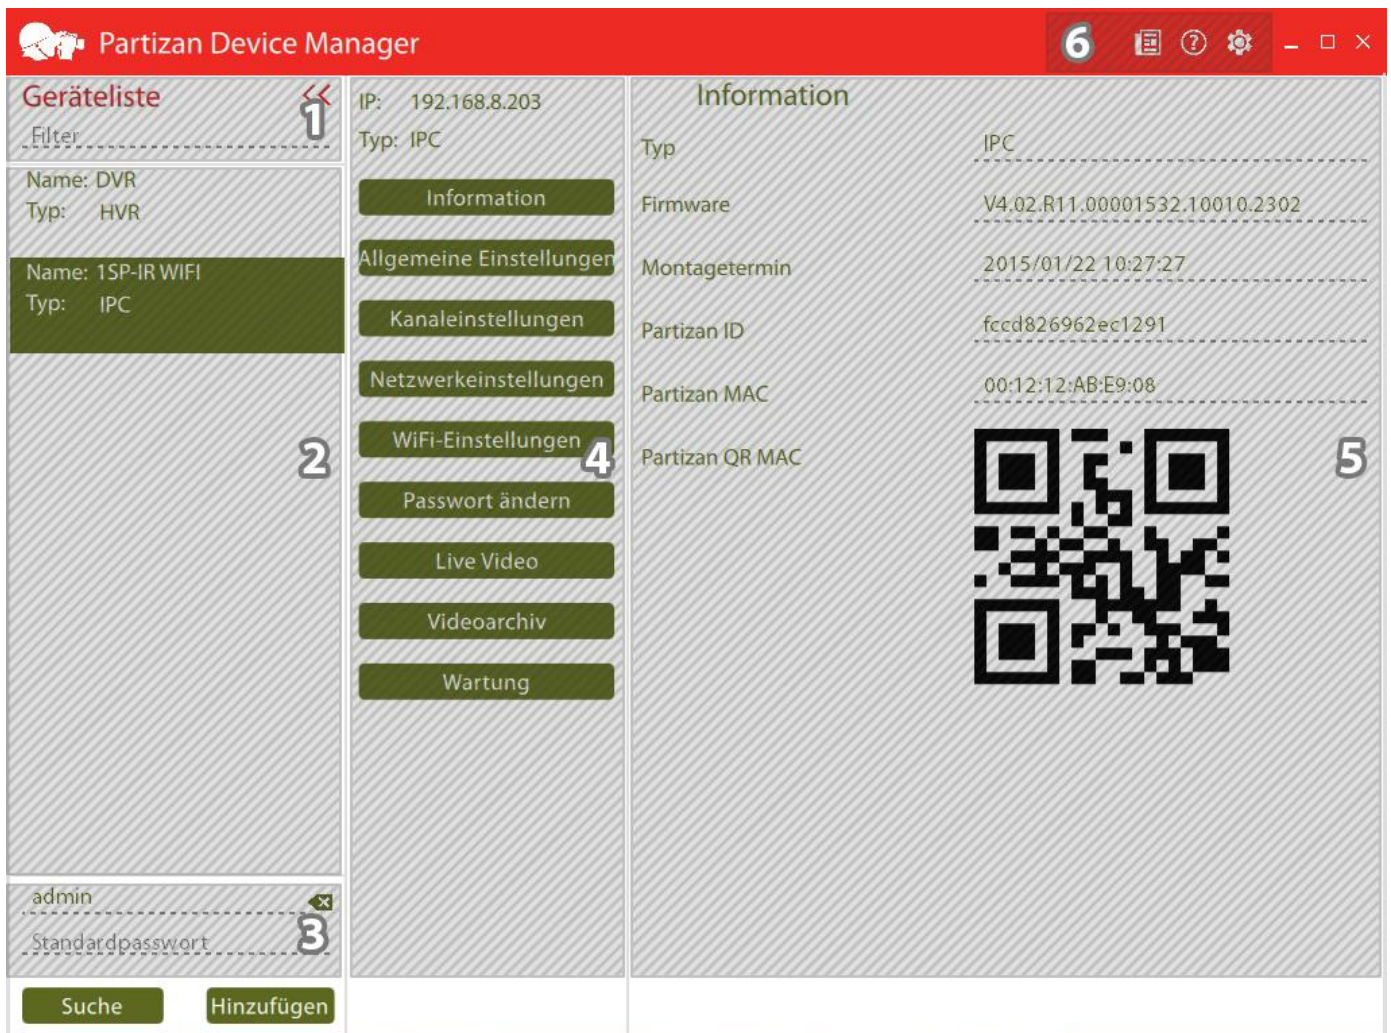 Partizan Device Manager
6
Geräteliste
1
Filter
Name: DVR
Typ: HVR
Name: 1SP-IR WIFI
Typ: IPC
2
admin
Standardpasswort
3
Suche
Hinzufügen
IP: 192.168.8.203
Typ: IPC
Information
Allgemeine Einstellungen
Kanaleinstellungen
Netzwerkeinstellungen
WiFi-Einstellungen
4
Passwort ändern
Live Video
Videoarchiv
Wartung
Information
Typ IPC
Firmware V4.02.R11.00001532.10010.2302
Montagetermin 2015/01/22 10:27:27
Partizan ID fccd826962ec1291
Partizan MAC 00:12:12:AB:E9:08
Partizan QR MAC
5